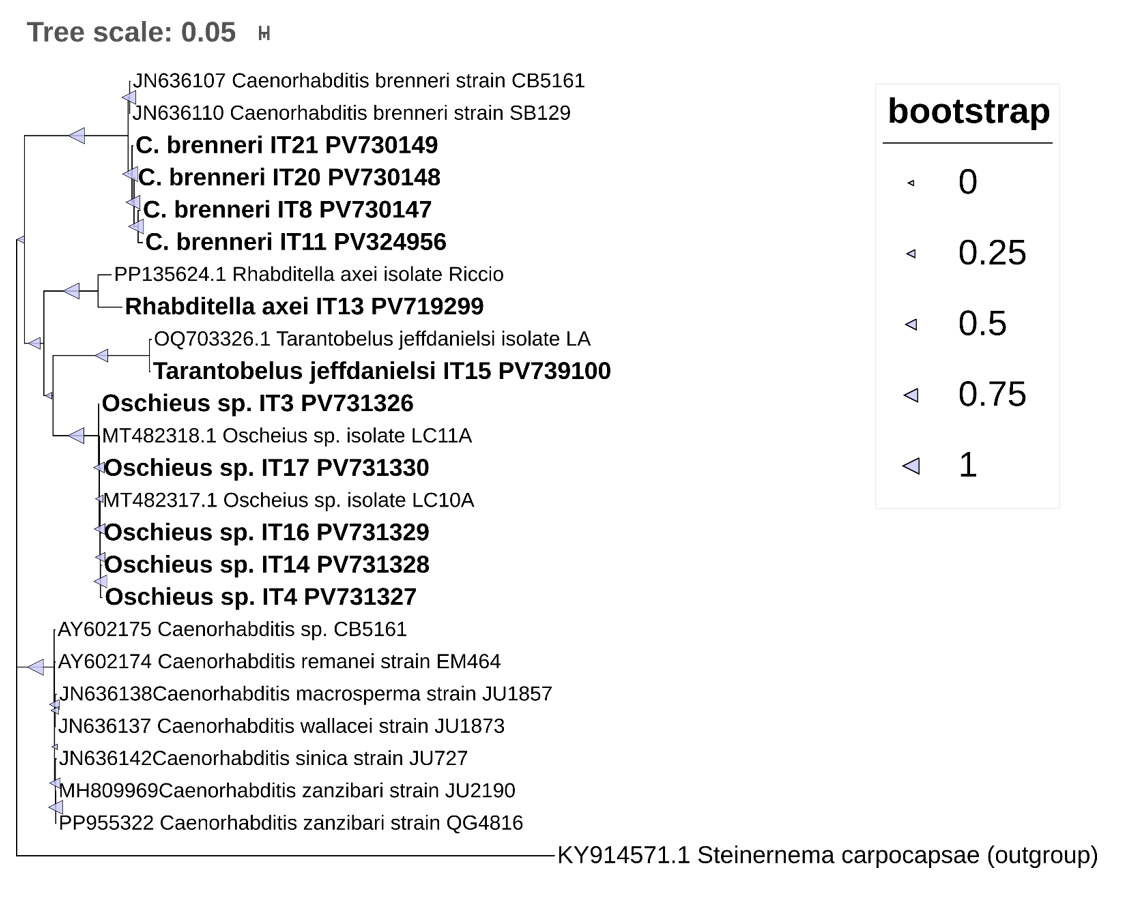 Tree scale: 0.05
JN636107 Caenorhabditis brenneri strain CB5161
JN636110 Caenorhabditis brenneri strain SB129
C. brenneri IT21 PV730149
C. brenneri IT20 PV730148
C. brenneri IT8 PV730147
C. brenneri IT11 PV324956
PP135624.1 Rhabditella axei isolate Riccio
Rhabditella axei IT13 PV719299
OQ703326.1 Tarantobelus jeffdanielsi isolate LA
Tarantobelus jeffdanielsi IT15 PV739100
Oschieus sp. IT3 PV731326
MT482318.1 Oscheius sp. isolate LC11A
Oschieus sp. IT17 PV731330
MT482317.1 Oscheius sp. isolate LC10A
Oschieus sp. IT16 PV731329
Oschieus sp. IT14 PV731328
Oschieus sp. IT4 PV731327
AY602175 Caenorhabditis sp. CB5161
AY602174 Caenorhabditis remanei strain EM464
JN636138Caenorhabditis macrosperma strain JU1857
JN636137 Caenorhabditis wallacei strain JU1873
JN636142Caenorhabditis sinica strain JU727
MH809969Caenorhabditis zanzibari strain JU2190
PP955322 Caenorhabditis zanzibari strain QG4816
KY914571.1 Steinernema carpocapsae (outgroup)
bootstrap
0
0.25
0.5
0.75
1